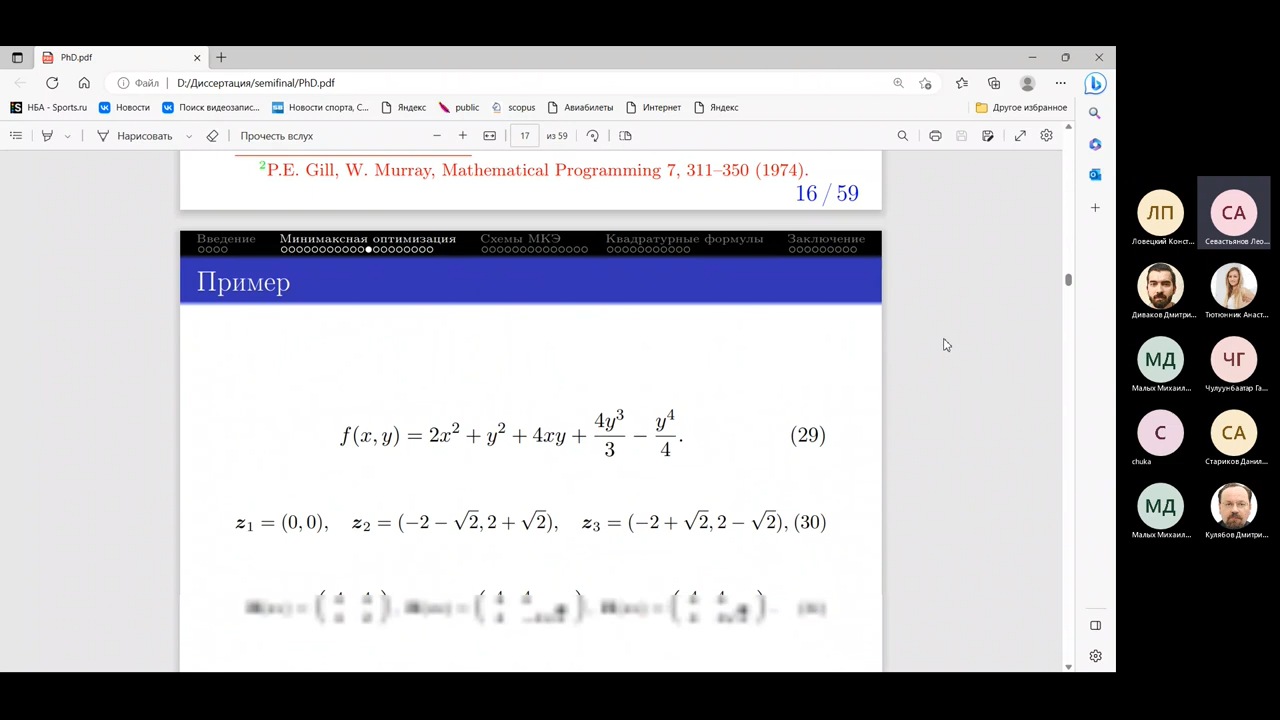 PhD.pdf
Файл D:/Диссертация/semifinal/PhD.pdf
НБА - Sports.ru Новости Поиск видеозапис... Новости спорта, С... Яндекс public scopus Авиабилеты Интернет Яндекс Другое избранное
Нарисовать Прочесть вслух 17 из 59
²P.E. Gill, W. Murray, Mathematical Programming 7, 311–350 (1974).
16 / 59
Введение Минимаксная оптимизация Схемы МКЭ Квадратурные формулы Заключение
Пример
f(x, y) = 2x² + y² + 4xy + 4y³/3 − y⁴/4. (29)
z₁ = (0, 0), z₂ = (−2 − √2, 2 + √2), z₃ = (−2 + √2, 2 − √2), (30)
ЛП СА
Ловецкий Конст... Севастьянов Лео...
Диваков Дмитри... Тютюнник Анаст...
МД ЧГ
Малых Михаил... Чулуунбаатар Га...
C СА
chuka Стариков Данил...
МД
Малых Михаил... Кулябов Дмитри...